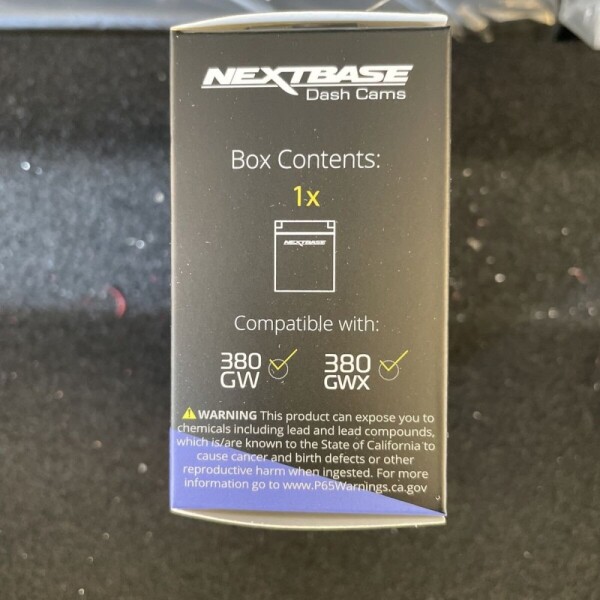 NEXTBASE
Dash Cams
Box Contents:
1x
NEXTBASE
Compatible with:
380
GW
380
GWX
WARNING This product can expose you to
chemicals including lead and lead compounds,
which is/are known to the State of California to
cause cancer and birth defects or other
reproductive harm when ingested. For more
information go to www.P65Warnings.ca.gov